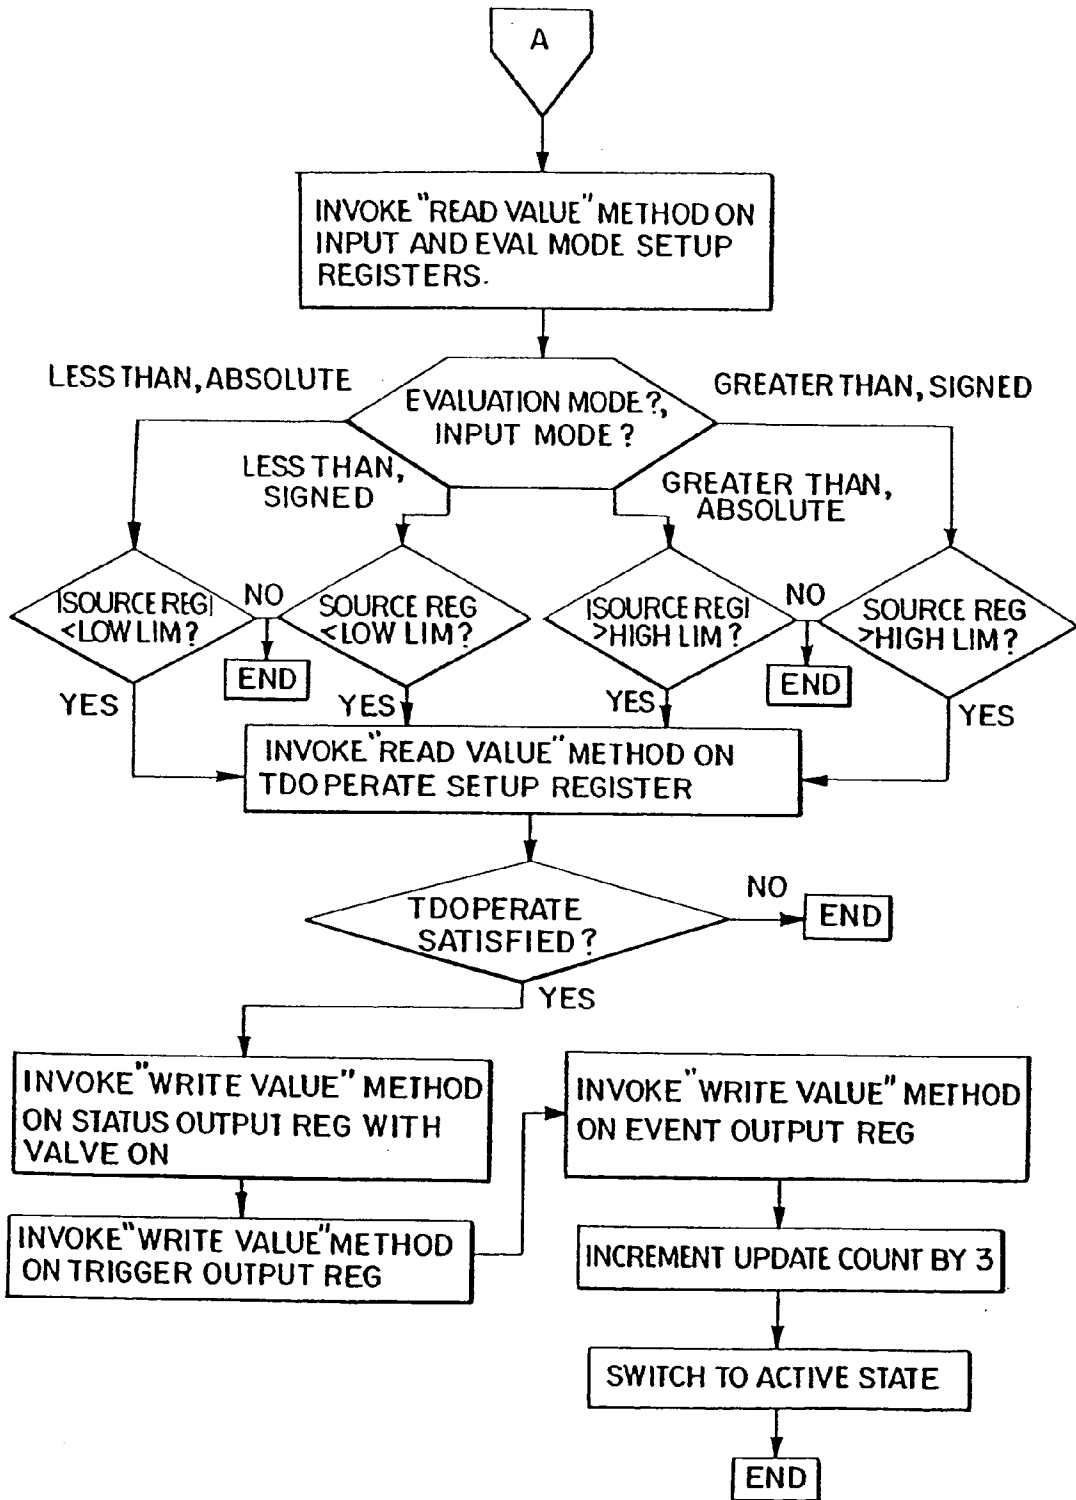 A
INVOKE "READ VALUE" METHOD ON
INPUT AND EVAL MODE SETUP
REGISTERS.
LESS THAN, ABSOLUTE
GREATER THAN, SIGNED
EVALUATION MODE?,
INPUT MODE?
LESS THAN,
SIGNED
GREATER THAN,
ABSOLUTE
|SOURCE REG|
<LOW LIM?
NO
SOURCE REG
<LOW LIM?
|SOURCE REG|
>HIGH LIM?
NO
SOURCE REG
>HIGH LIM?
END
END
YES
YES
YES
YES
INVOKE "READ VALUE" METHOD ON
TDOPERATE SETUP REGISTER
TDOPERATE
SATISFIED?
NO
END
YES
INVOKE "WRITE VALUE" METHOD
ON STATUS OUTPUT REG WITH
VALVE ON
INVOKE "WRITE VALUE" METHOD
ON TRIGGER OUTPUT REG
INVOKE "WRITE VALUE" METHOD
ON EVENT OUTPUT REG
INCREMENT UPDATE COUNT BY 3
SWITCH TO ACTIVE STATE
END